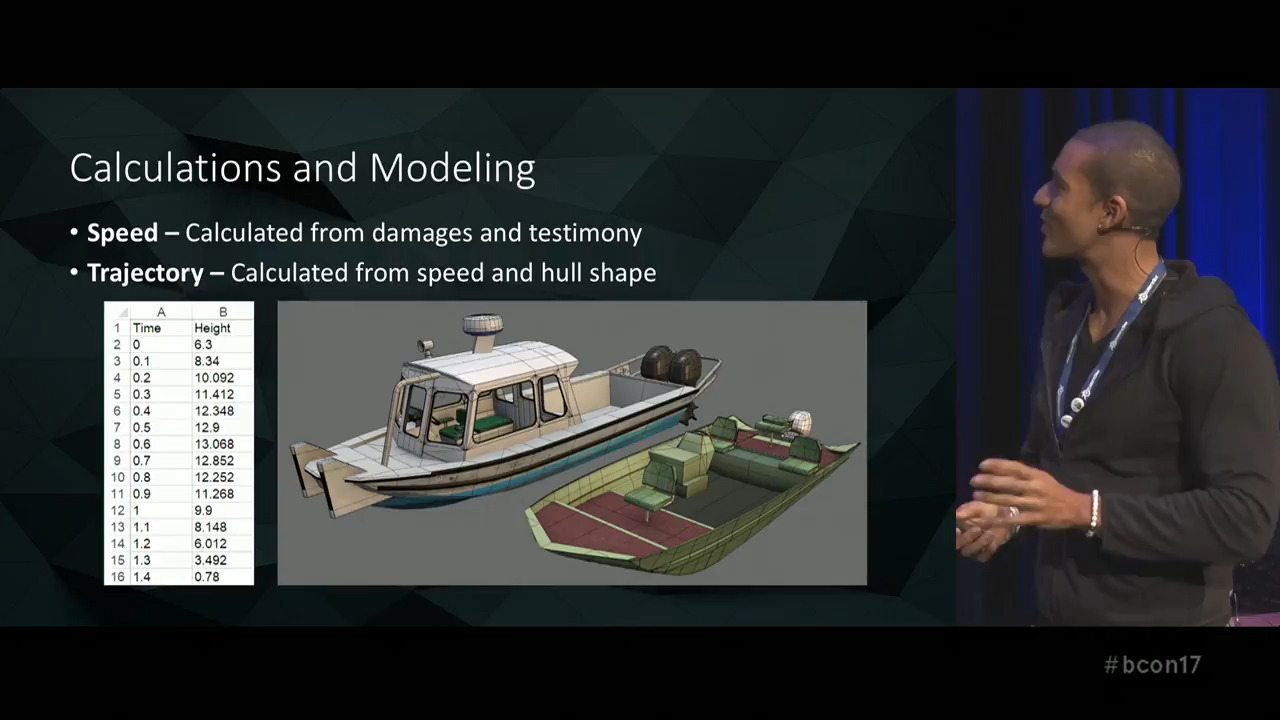 Calculations and Modeling
• Speed – Calculated from damages and testimony
• Trajectory – Calculated from speed and hull shape
A B
1 Time Height
2 0 6.3
3 0.1 8.34
4 0.2 10.092
5 0.3 11.412
6 0.4 12.348
7 0.5 12.9
8 0.6 13.068
9 0.7 12.852
10 0.8 12.252
11 0.9 11.268
12 1 9.9
13 1.1 8.148
14 1.2 6.012
15 1.3 3.492
16 1.4 0.78
#bcon17